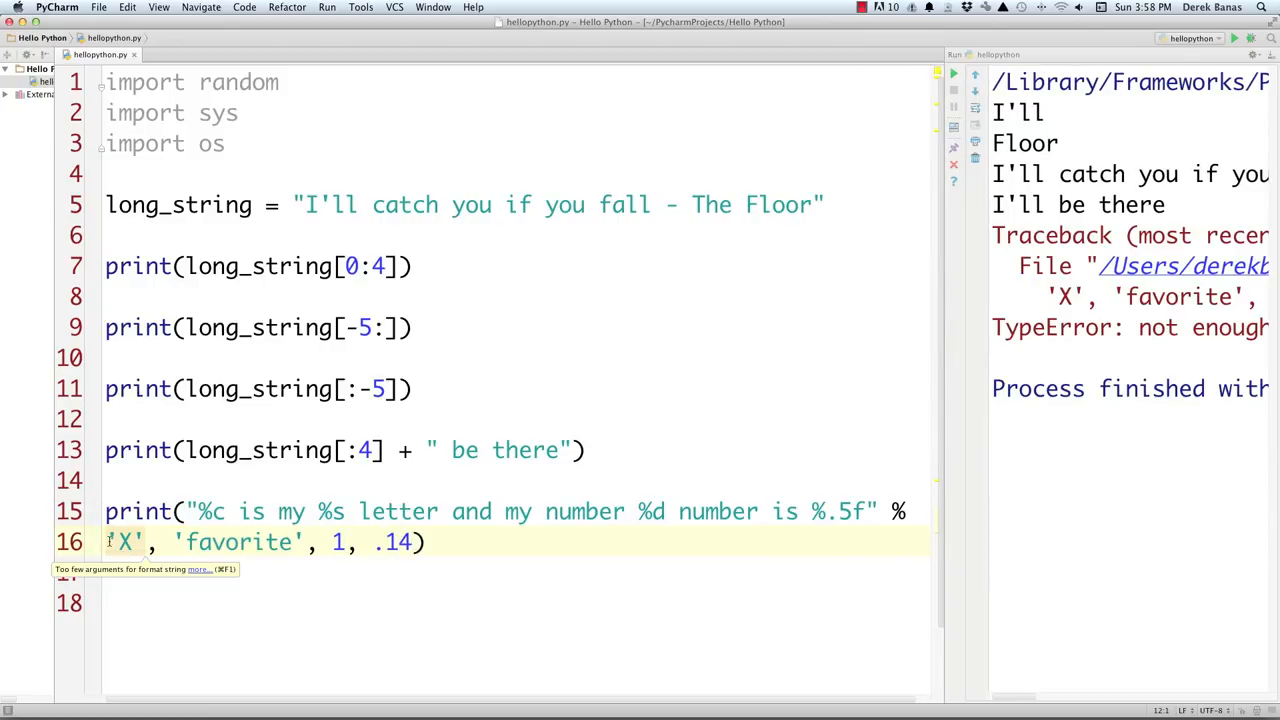 PyCharm File Edit View Navigate Code Refactor Run Tools VCS Window Help 10 Sun 3:58 PM Derek Banas
hellopython.py – Hello Python – [~/PycharmProjects/Hello Python]
Hello Python hellopython.py hellopython
hellopython.py Run hellopython
Hello P
hell
Extern
1 import random
2 import sys
3 import os
4
5 long_string = "I'll catch you if you fall - The Floor"
6
7 print(long_string[0:4])
8
9 print(long_string[-5:])
10
11 print(long_string[:-5])
12
13 print(long_string[:4] + " be there")
14
15 print("%c is my %s letter and my number %d number is %.5f" %
16 'X', 'favorite', 1, .14)
Too few arguments for format string more... (⌘F1)
18
/Library/Frameworks/P
I'll
Floor
I'll catch you if you
I'll be there
Traceback (most recen
File "/Users/derekb
'X', 'favorite',
TypeError: not enough
Process finished with
12:1 LF UTF-8